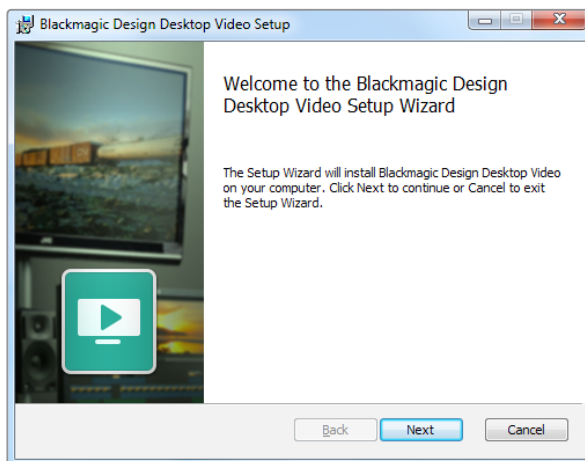 Blackmagic Design Desktop Video Setup
Welcome to the Blackmagic Design
Desktop Video Setup Wizard
The Setup Wizard will install Blackmagic Design Desktop Video
on your computer. Click Next to continue or Cancel to exit
the Setup Wizard.
JVC
Back
Next
Cancel